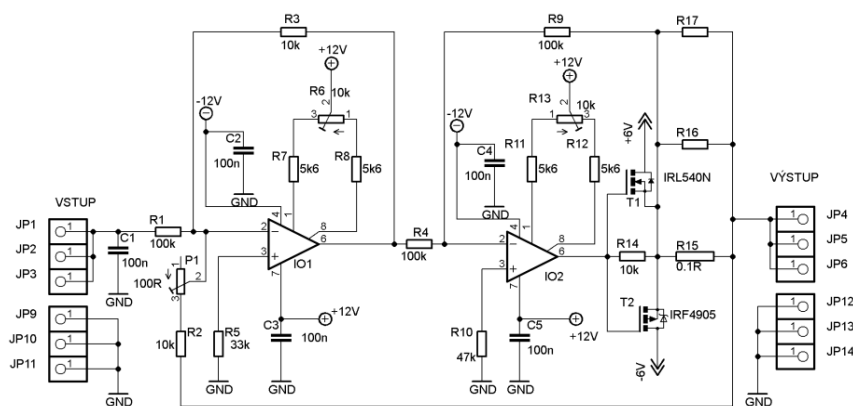 R3
10k
R9
100k
R17
+12V
R6
2
10k
3
1
+12V
R13
2
10k
1
3
-12V
C2
100n
GND
R7
5k6
R8
5k6
-12V
C4
100n
GND
R11
5k6
R12
5k6
+6V
R16
IRL540N
T1
VSTUP
JP1
1
JP2
1
JP3
1
C1
100n
GND
R1
100k
2
3
4
1
8
6
7
IO1
R4
100k
2
3
4
1
8
6
7
IO2
R14
10k
R15
0.1R
VÝSTUP
JP4
1
JP5
1
JP6
1
P1
1
2
3
100R
R2
10k
R5
33k
GND
C3
100n
+12V
GND
R10
47k
GND
C5
100n
+12V
GND
T2
IRF4905
-6V
JP9
1
JP10
1
JP11
1
GND
JP12
1
JP13
1
JP14
1
GND